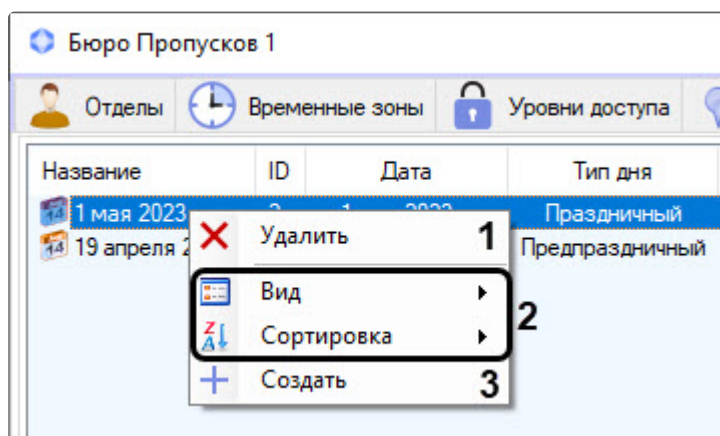 Бюро Пропусков 1
Отделы Временные зоны Уровни доступа
Название ID Дата Тип дня
1 мая 2023 Праздничный
19 апреля 2 Предпраздничный
Удалить 1
Вид
2
Сортировка
Создать 3